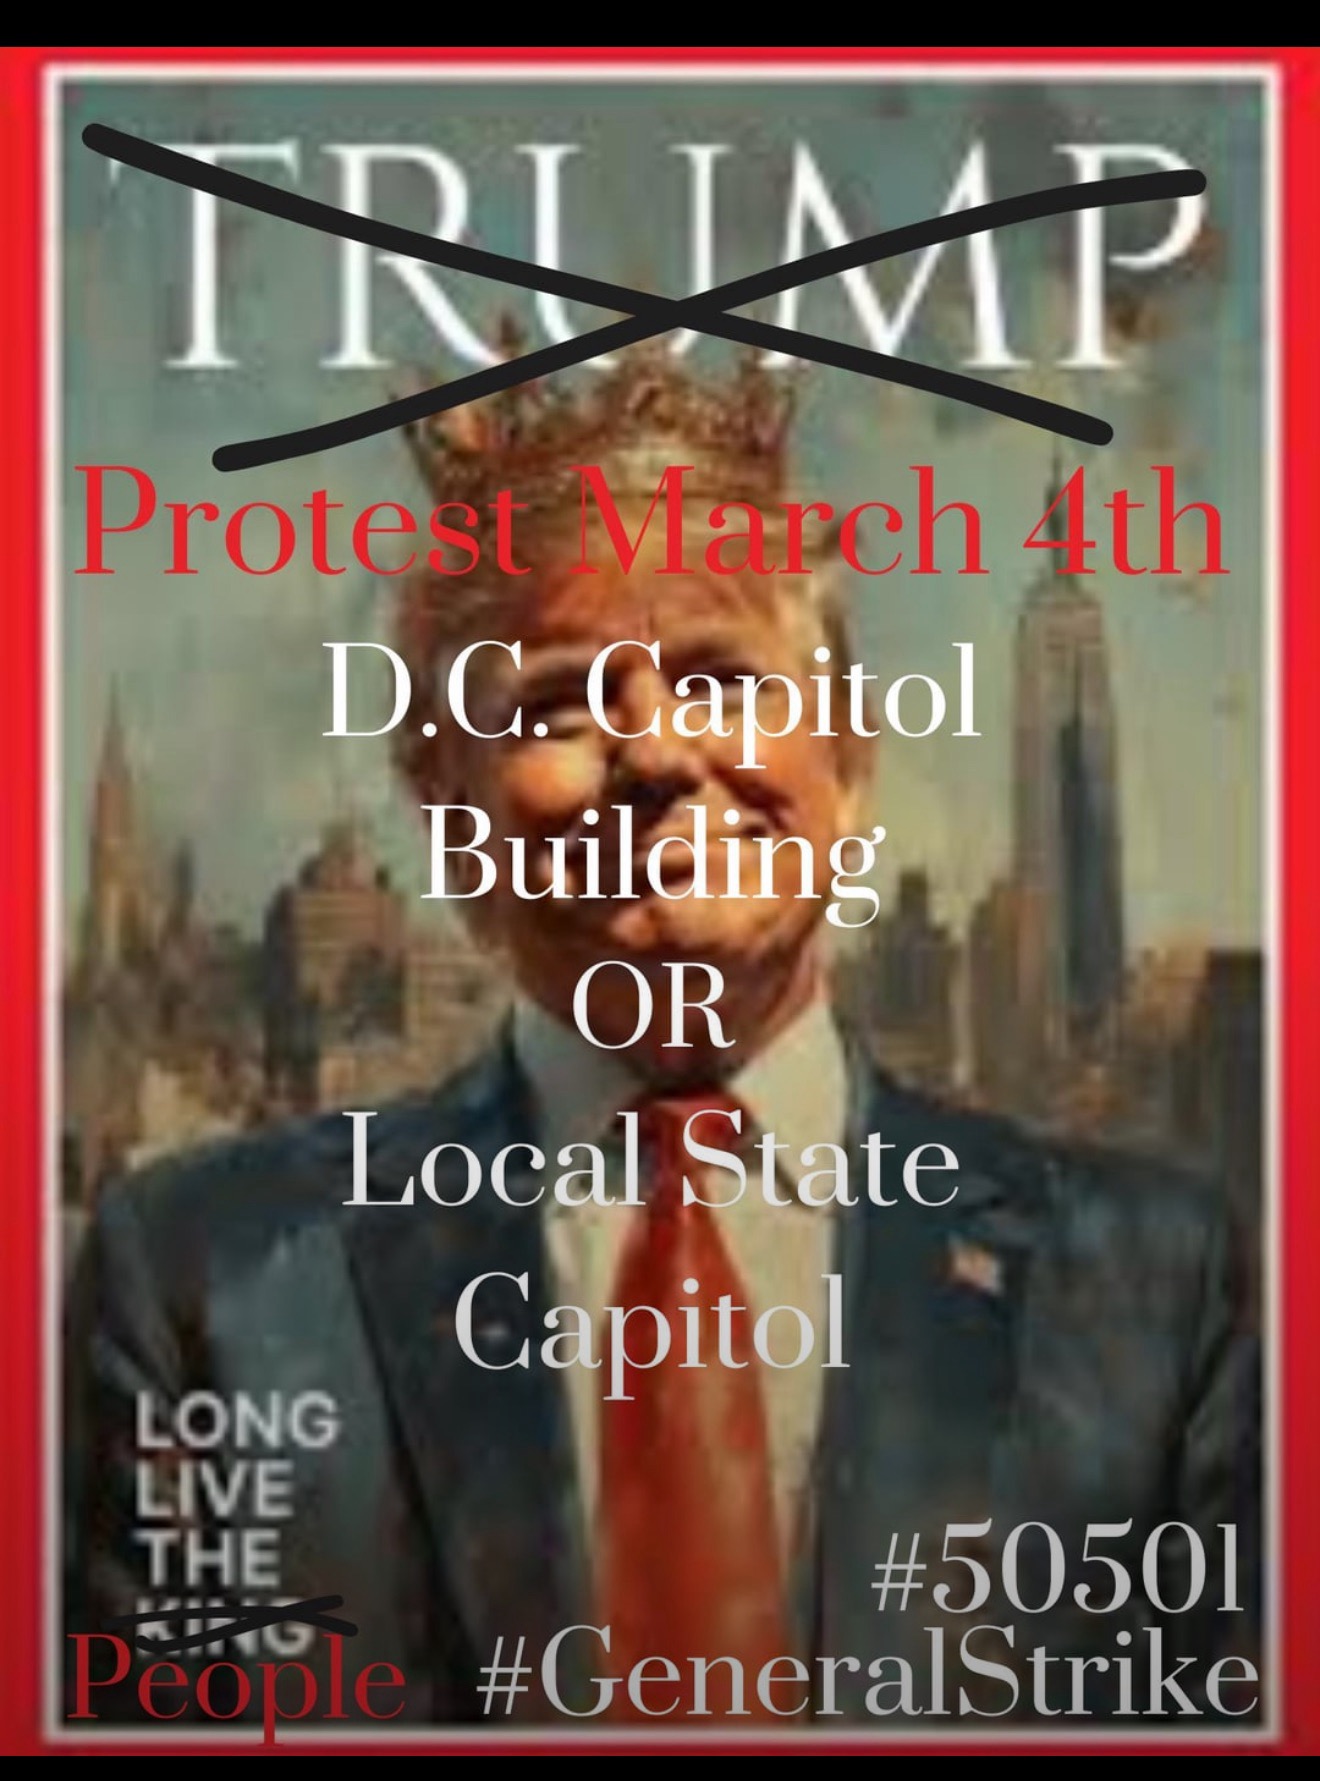 TRUMP
Protest March 4th
D.C. Capitol
Building
OR
Local State
Capitol
LONG
LIVE
THE
KING
People
#50501
#GeneralStrike